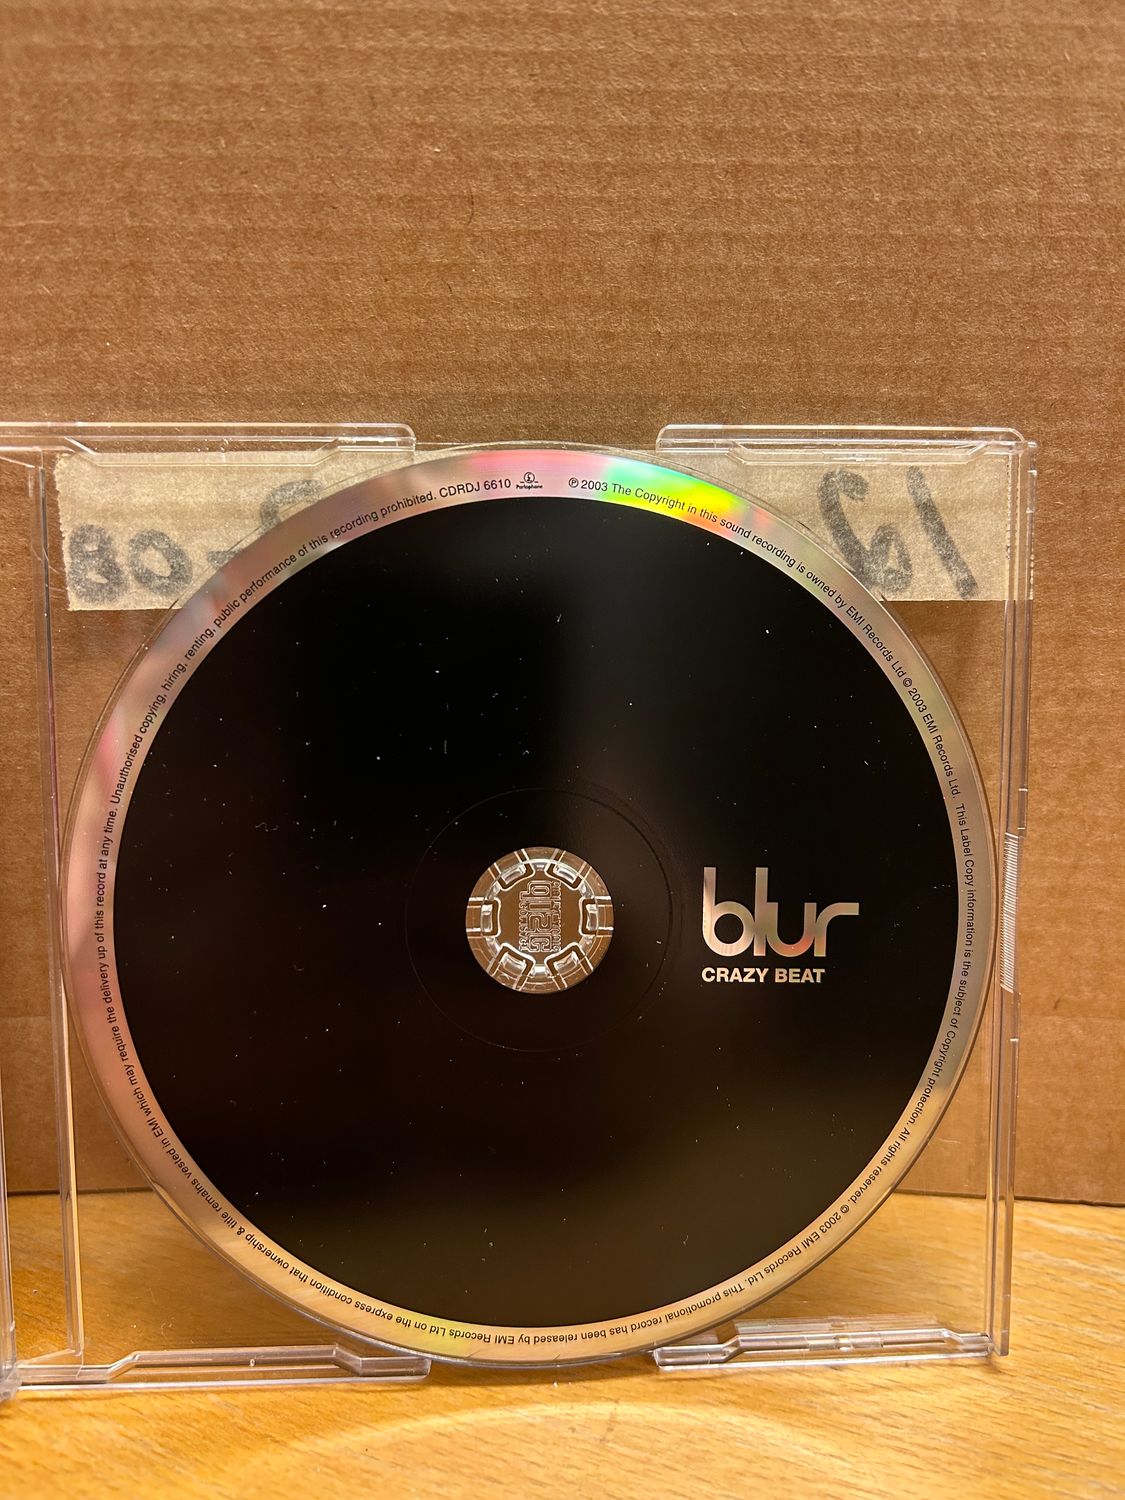 ℗ 2003 The Copyright in this sound recording is owned by EMI Records Ltd © 2003 EMI Records Ltd. This Label Copy information is the subject of Copyright protection. All rights reserved. © 2003 EMI Records Ltd. This promotional record has been released by EMI Records Ltd on the express condition that ownership & title remains vested in EMI which may require the delivery up of this record at any time. Unauthorised copying, hiring, renting, public performance of this recording prohibited. CDRDJ 6610
Parlophone
blur
CRAZY BEAT